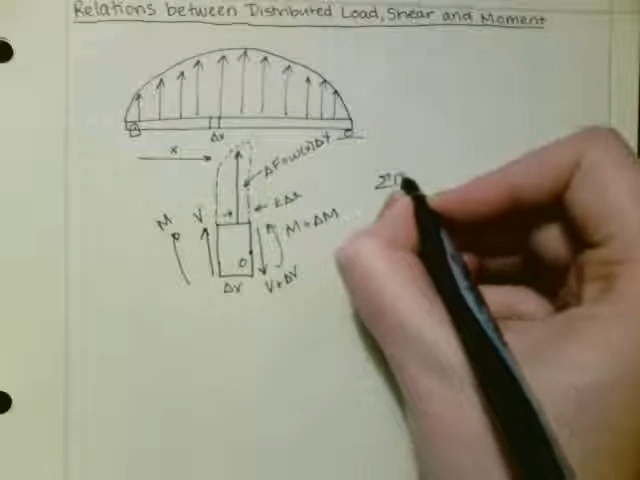 Relations between Distributed Load, Shear and Moment
Δx
x
ΔF=w(x)Δx
kΔx
M
V
M+ΔM
O
Δx
V+ΔV